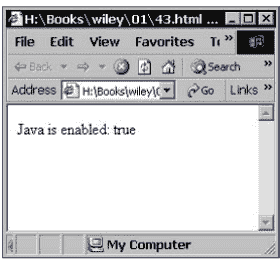 H:\Books\wiley\01\43.html ...
File Edit View Favorites »
Back Search »
Address H:\Books\wiley\ Go Links »
Java is enabled: true
My Computer